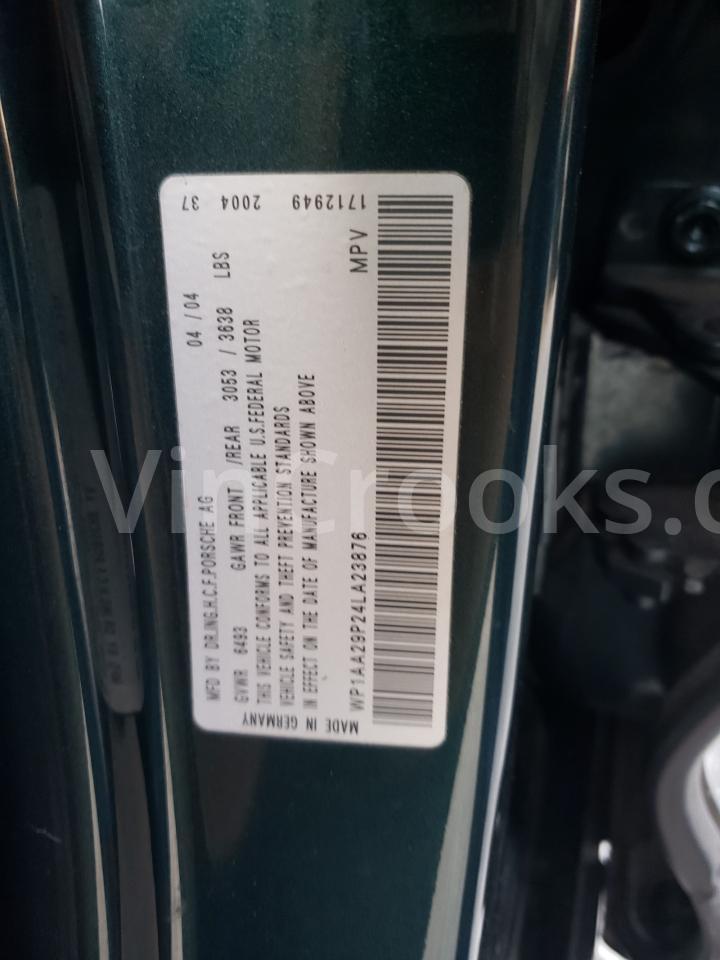 MFD BY DR.ING.H.C.F.PORSCHE AG 04 / 04
GVWR 6493 GAWR FRONT /REAR 3053 / 3638 LBS
THIS VEHICLE CONFORMS TO ALL APPLICABLE U.S.FEDERAL MOTOR
VEHICLE SAFETY AND THEFT PREVENTION STANDARDS
IN EFFECT ON THE DATE OF MANUFACTURE SHOWN ABOVE
WP1AA29P24LA23876 MPV
MADE IN GERMANY
37 2004 1712949
VinCrooks.c